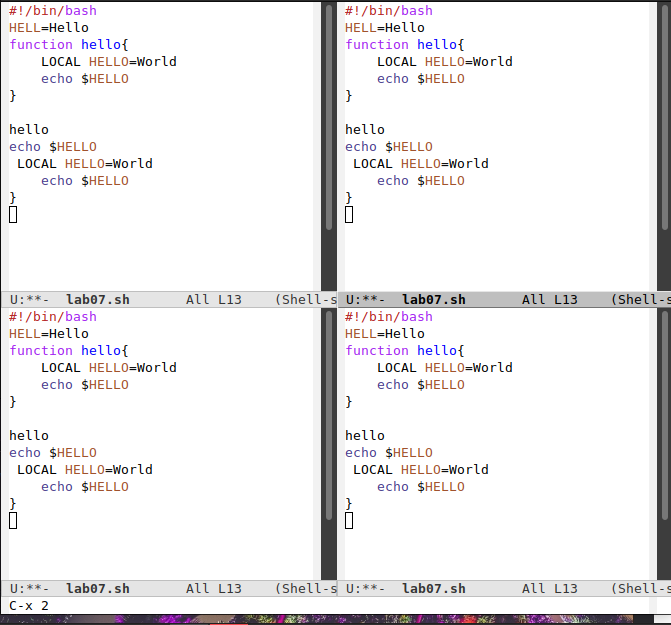 #!/bin/bash
HELL=Hello
function hello{
    LOCAL HELLO=World
    echo $HELLO
}
hello
echo $HELLO
 LOCAL HELLO=World
    echo $HELLO
}
U:**-  lab07.sh       All L13    (Shell-s
#!/bin/bash
HELL=Hello
function hello{
    LOCAL HELLO=World
    echo $HELLO
}
hello
echo $HELLO
 LOCAL HELLO=World
    echo $HELLO
}
U:**-  lab07.sh       All L13    (Shell-s
#!/bin/bash
HELL=Hello
function hello{
    LOCAL HELLO=World
    echo $HELLO
}
hello
echo $HELLO
 LOCAL HELLO=World
    echo $HELLO
}
U:**-  lab07.sh       All L13    (Shell-s
#!/bin/bash
HELL=Hello
function hello{
    LOCAL HELLO=World
    echo $HELLO
}
hello
echo $HELLO
 LOCAL HELLO=World
    echo $HELLO
}
U:**-  lab07.sh       All L13    (Shell-s
C-x 2